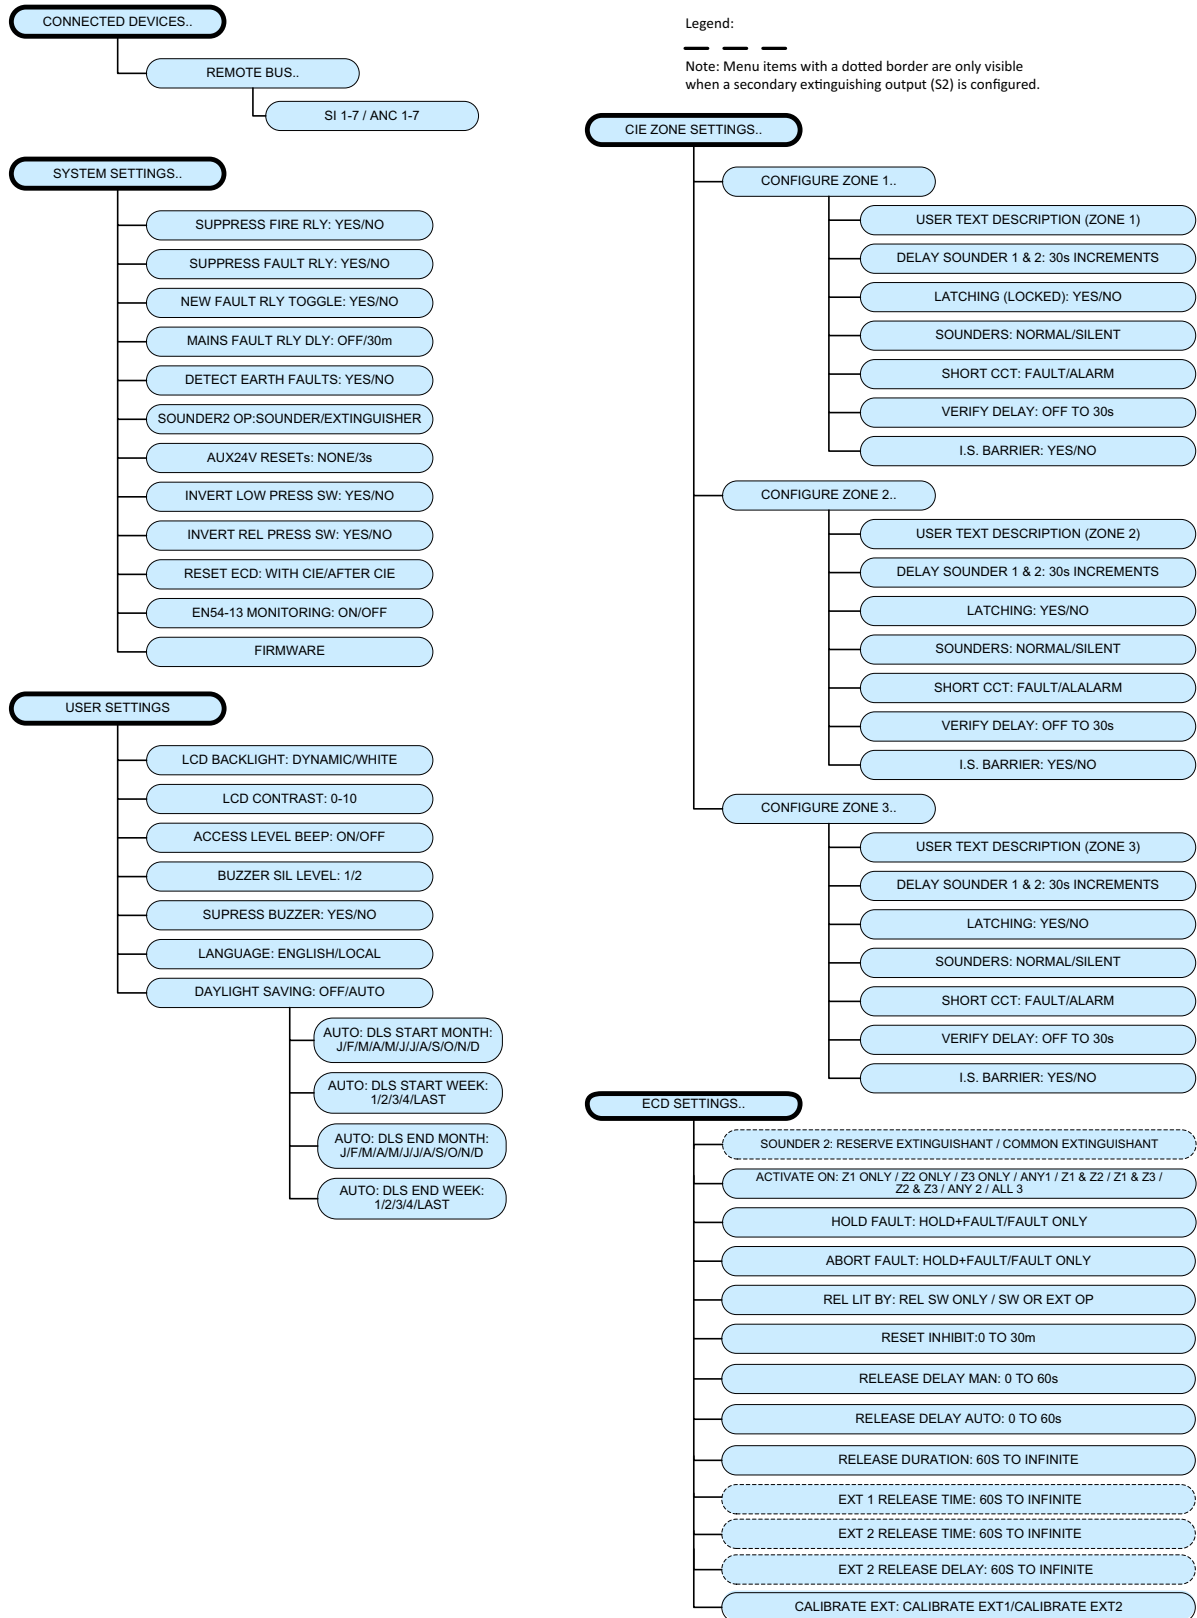 CONNECTED DEVICES..
REMOTE BUS..
SI 1-7 / ANC 1-7
SYSTEM SETTINGS..
SUPPRESS FIRE RLY: YES/NO
SUPPRESS FAULT RLY: YES/NO
NEW FAULT RLY TOGGLE: YES/NO
MAINS FAULT RLY DLY: OFF/30m
DETECT EARTH FAULTS: YES/NO
SOUNDER2 OP:SOUNDER/EXTINGUISHER
AUX24V RESETs: NONE/3s
INVERT LOW PRESS SW: YES/NO
INVERT REL PRESS SW: YES/NO
RESET ECD: WITH CIE/AFTER CIE
EN54-13 MONITORING: ON/OFF
FIRMWARE
USER SETTINGS
LCD BACKLIGHT: DYNAMIC/WHITE
LCD CONTRAST: 0-10
ACCESS LEVEL BEEP: ON/OFF
BUZZER SIL LEVEL: 1/2
SUPRESS BUZZER: YES/NO
LANGUAGE: ENGLISH/LOCAL
DAYLIGHT SAVING: OFF/AUTO
AUTO: DLS START MONTH:
J/F/M/A/M/J/J/A/S/O/N/D
AUTO: DLS START WEEK:
1/2/3/4/LAST
AUTO: DLS END MONTH:
J/F/M/A/M/J/J/A/S/O/N/D
AUTO: DLS END WEEK:
1/2/3/4/LAST
Legend:
Note: Menu items with a dotted border are only visible
when a secondary extinguishing output (S2) is configured.
CIE ZONE SETTINGS..
CONFIGURE ZONE 1..
USER TEXT DESCRIPTION (ZONE 1)
DELAY SOUNDER 1 & 2: 30s INCREMENTS
LATCHING (LOCKED): YES/NO
SOUNDERS: NORMAL/SILENT
SHORT CCT: FAULT/ALARM
VERIFY DELAY: OFF TO 30s
I.S. BARRIER: YES/NO
CONFIGURE ZONE 2..
USER TEXT DESCRIPTION (ZONE 2)
DELAY SOUNDER 1 & 2: 30s INCREMENTS
LATCHING: YES/NO
SOUNDERS: NORMAL/SILENT
SHORT CCT: FAULT/ALALARM
VERIFY DELAY: OFF TO 30s
I.S. BARRIER: YES/NO
CONFIGURE ZONE 3..
USER TEXT DESCRIPTION (ZONE 3)
DELAY SOUNDER 1 & 2: 30s INCREMENTS
LATCHING: YES/NO
SOUNDERS: NORMAL/SILENT
SHORT CCT: FAULT/ALARM
VERIFY DELAY: OFF TO 30s
I.S. BARRIER: YES/NO
ECD SETTINGS..
SOUNDER 2: RESERVE EXTINGUISHANT / COMMON EXTINGUISHANT
ACTIVATE ON: Z1 ONLY / Z2 ONLY / Z3 ONLY / ANY1 / Z1 & Z2 / Z1 & Z3 /
Z2 & Z3 / ANY 2 / ALL 3
HOLD FAULT: HOLD+FAULT/FAULT ONLY
ABORT FAULT: HOLD+FAULT/FAULT ONLY
REL LIT BY: REL SW ONLY / SW OR EXT OP
RESET INHIBIT:0 TO 30m
RELEASE DELAY MAN: 0 TO 60s
RELEASE DELAY AUTO: 0 TO 60s
RELEASE DURATION: 60S TO INFINITE
EXT 1 RELEASE TIME: 60S TO INFINITE
EXT 2 RELEASE TIME: 60S TO INFINITE
EXT 2 RELEASE DELAY: 60S TO INFINITE
CALIBRATE EXT: CALIBRATE EXT1/CALIBRATE EXT2